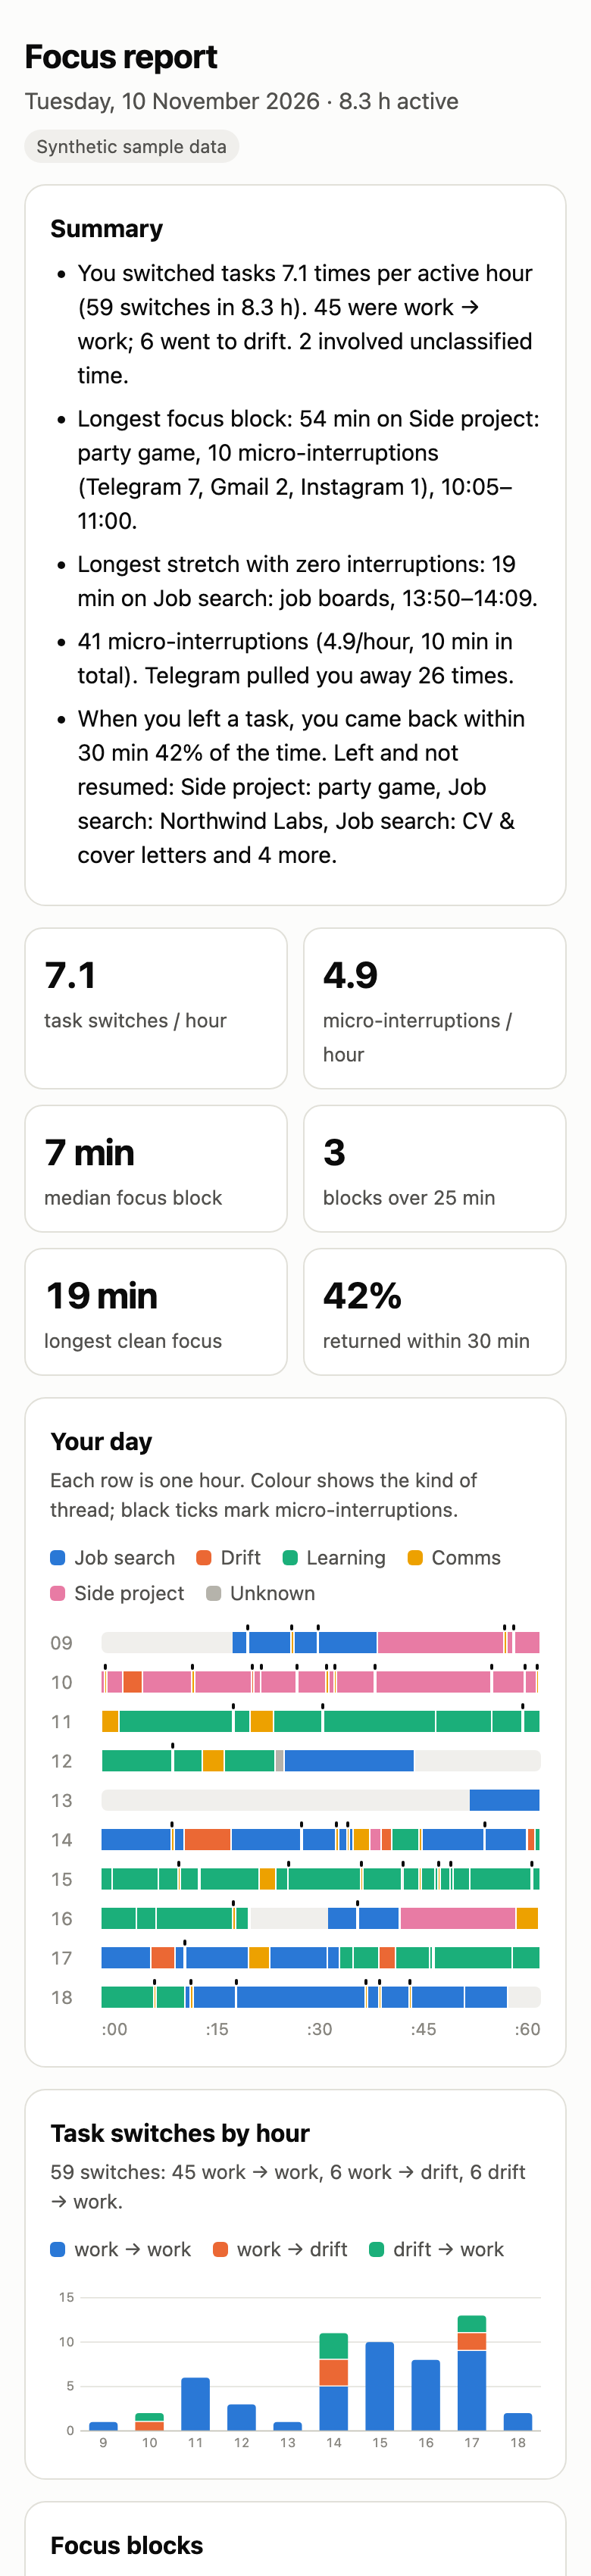 Focus report
Tuesday, 10 November 2026 · 8.3 h active
Synthetic sample data
Summary
• You switched tasks 7.1 times per active hour
(59 switches in 8.3 h). 45 were work →
work; 6 went to drift. 2 involved unclassified
time.
• Longest focus block: 54 min on Side project:
party game, 10 micro-interruptions
(Telegram 7, Gmail 2, Instagram 1), 10:05–
11:00.
• Longest stretch with zero interruptions: 19
min on Job search: job boards, 13:50–14:09.
• 41 micro-interruptions (4.9/hour, 10 min in
total). Telegram pulled you away 26 times.
• When you left a task, you came back within
30 min 42% of the time. Left and not
resumed: Side project: party game, Job
search: Northwind Labs, Job search: CV &
cover letters and 4 more.
7.1
task switches / hour
4.9
micro-interruptions /
hour
7 min
median focus block
3
blocks over 25 min
19 min
longest clean focus
42%
returned within 30 min
Your day
Each row is one hour. Colour shows the kind of
thread; black ticks mark micro-interruptions.
Job search Drift Learning Comms
Side project Unknown
09
10
11
12
13
14
15
16
17
18
:00 :15 :30 :45 :60
Task switches by hour
59 switches: 45 work → work, 6 work → drift, 6 drift
→ work.
work → work work → drift drift → work
15
10
5
0
9 10 11 12 13 14 15 16 17 18
Focus blocks